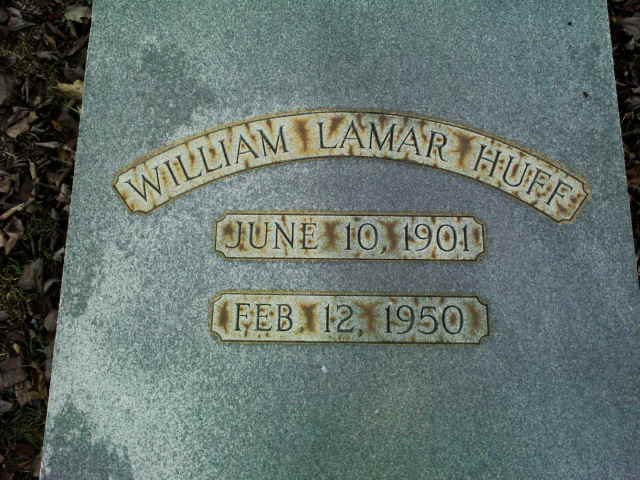 WILLIAM LAMAR HUFF
JUNE 10, 1901
FEB. 12, 1950